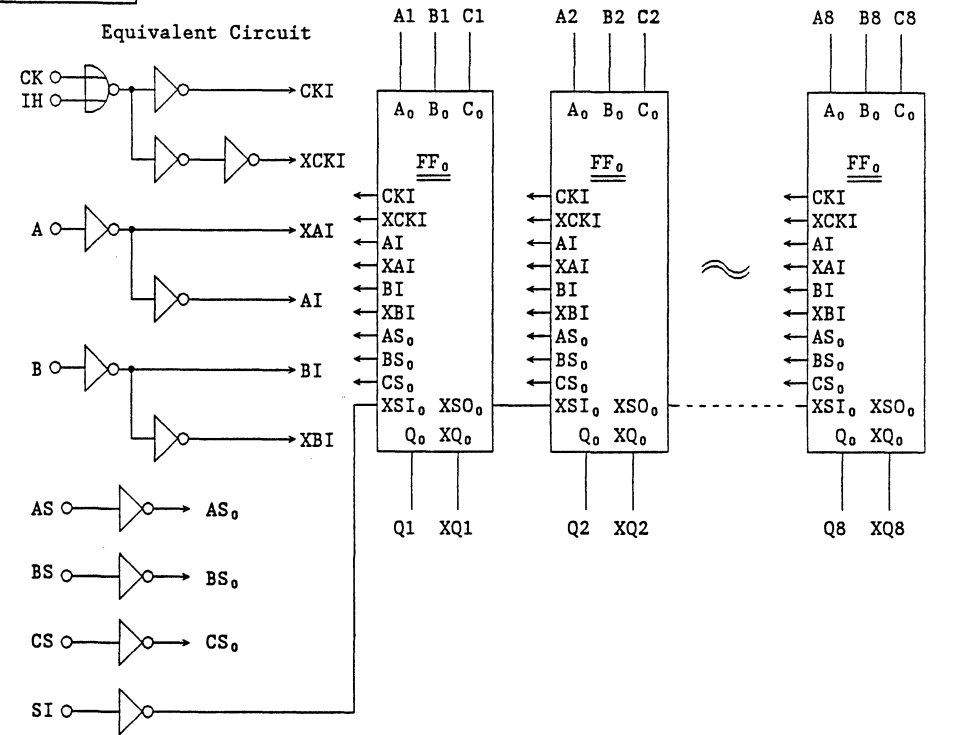 Equivalent Circuit
CK
IH
CKI
XCKI
A
XAI
AI
B
BI
XBI
AS
AS₀
BS
BS₀
CS
CS₀
SI
A1 B1 C1
A₀ B₀ C₀
FF₀
CKI
XCKI
AI
XAI
BI
XBI
AS₀
BS₀
CS₀
XSI₀ XSO₀
Q₀ XQ₀
Q1 XQ1
A2 B2 C2
A₀ B₀ C₀
FF₀
CKI
XCKI
AI
XAI
BI
XBI
AS₀
BS₀
CS₀
XSI₀ XSO₀
Q₀ XQ₀
Q2 XQ2
A8 B8 C8
A₀ B₀ C₀
FF₀
CKI
XCKI
AI
XAI
BI
XBI
AS₀
BS₀
CS₀
XSI₀ XSO₀
Q₀ XQ₀
Q8 XQ8